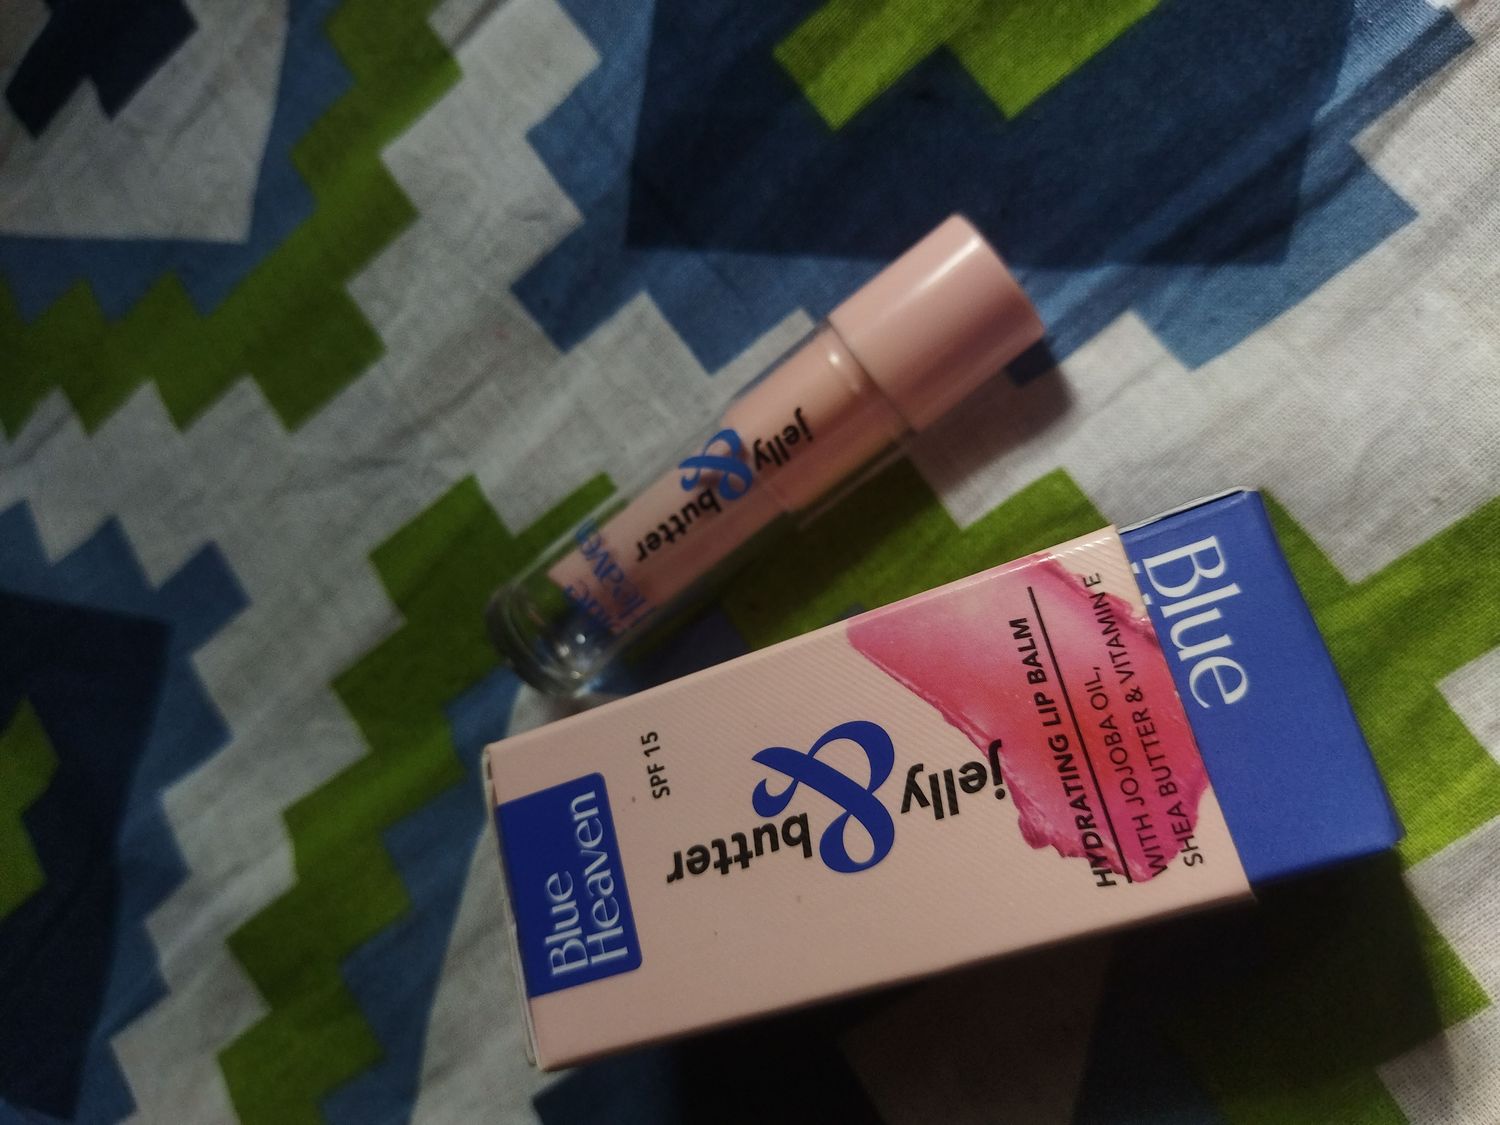 jelly
&
butter
Blue
Heaven
Blue
Heaven
SPF 15
jelly
&
butter
HYDRATING LIP BALM
WITH JOJOBA OIL,
SHEA BUTTER & VITAMIN E
Blue